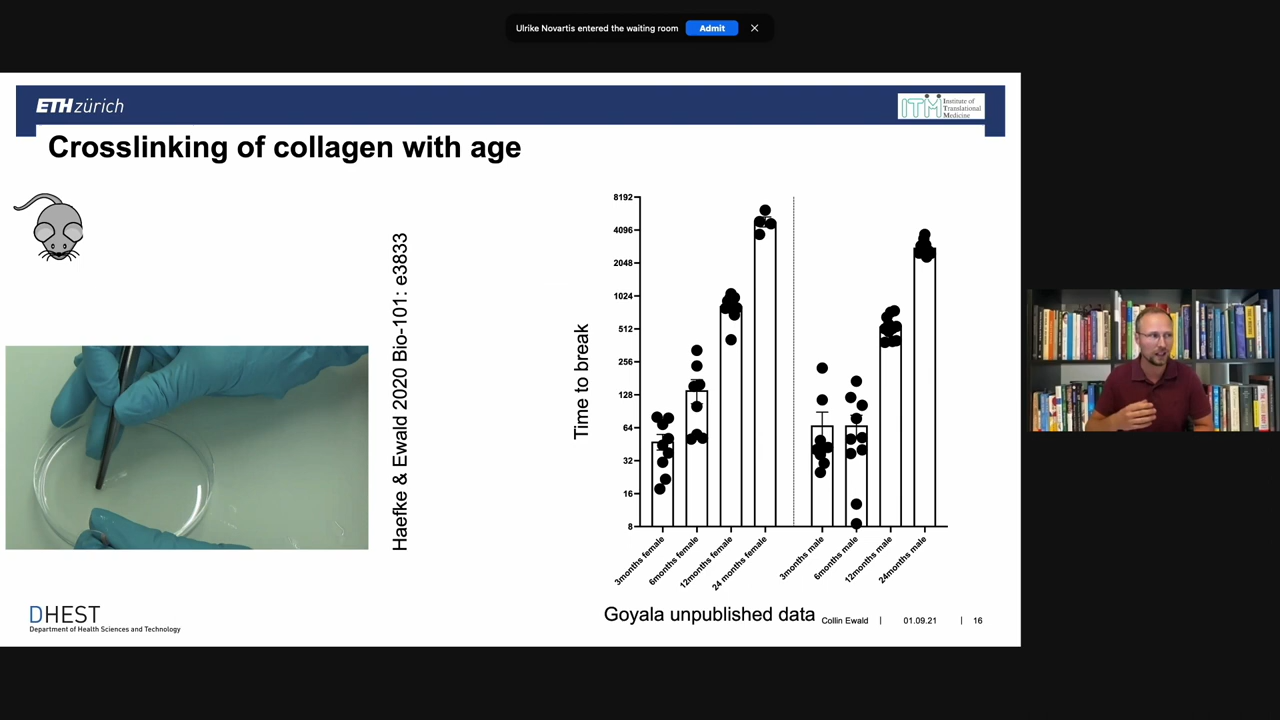 Ulrike Novartis entered the waiting room
Admit
ETH zürich
ITM Institute of
Translational
Medicine
Crosslinking of collagen with age
Haefke & Ewald 2020 Bio-101: e3833
Time to break
8192
4096
2048
1024
512
256
128
64
32
16
8
3months female
6months female
12months female
24 months female
3months male
6months male
12months male
24months male
Goyala unpublished data
DHEST
Department of Health Sciences and Technology
Collin Ewald | 01.09.21 | 16